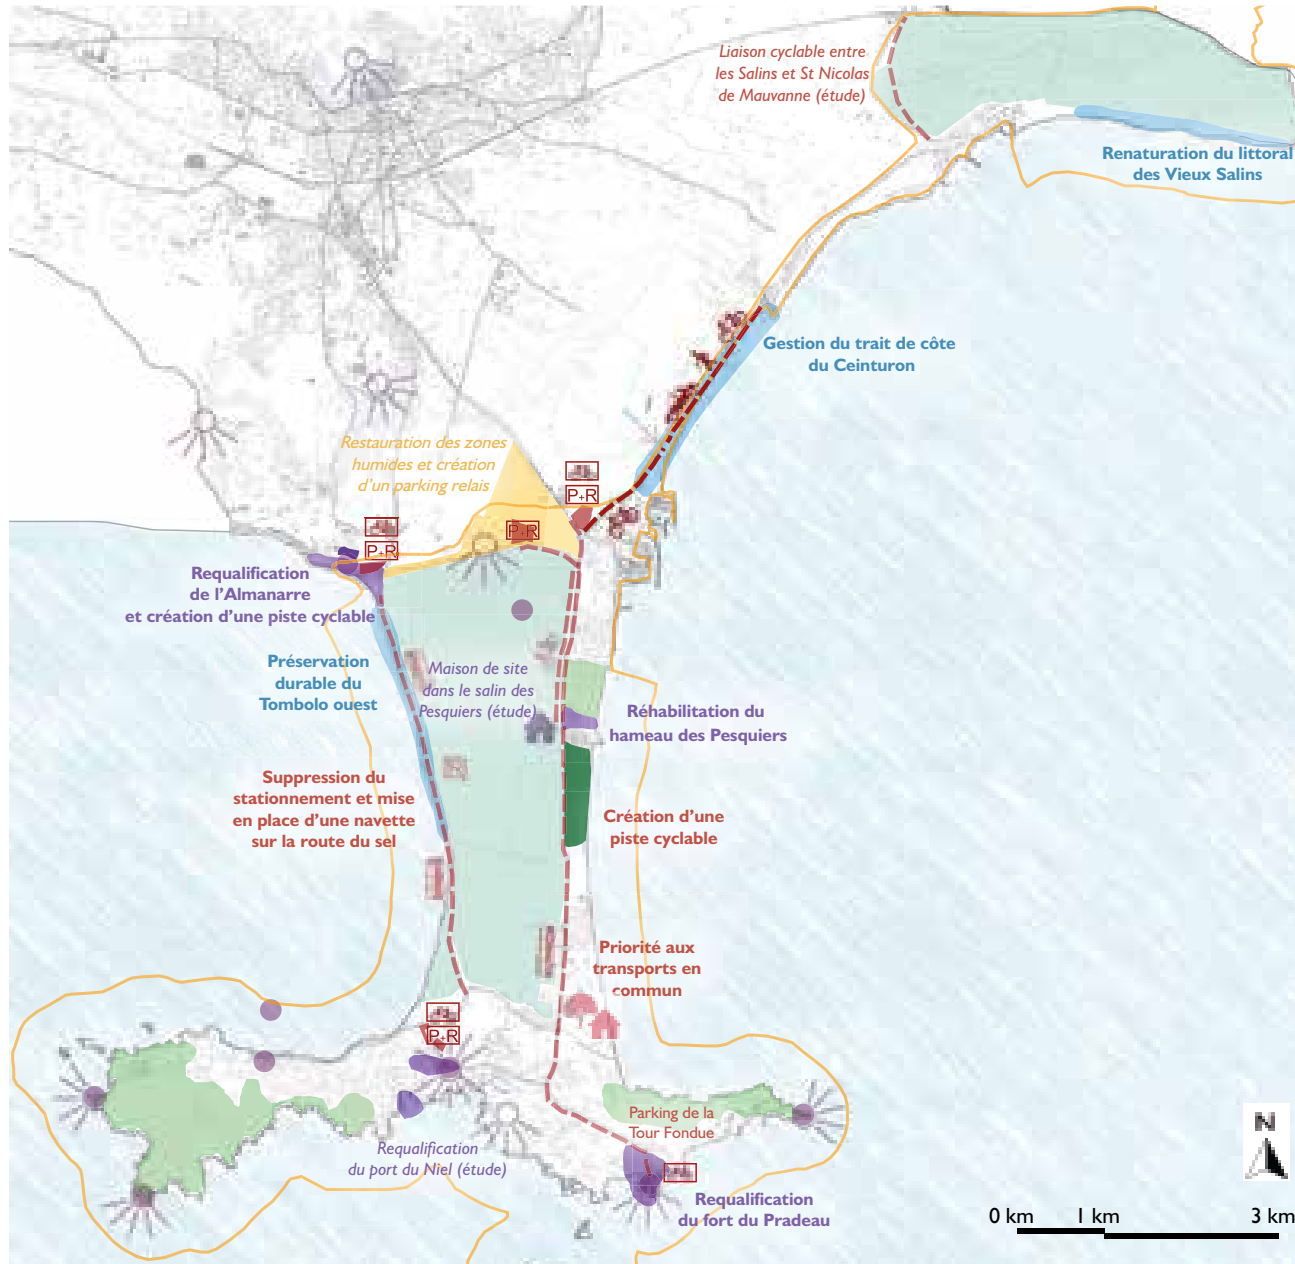 Liaison cyclable entre
les Salins et St Nicolas
de Mauvanne (étude)
Renaturation du littoral
des Vieux Salins
Gestion du trait de côte
du Ceinturon
Restauration des zones
humides et création
d'un parking relais
P+R
P+R
P+R
Requalification
de l'Almanarre
et création d'une piste cyclable
Préservation
durable du
Tombolo ouest
Maison de site
dans le salin des
Pesquiers (étude)
Réhabilitation du
hameau des Pesquiers
Suppression du
stationnement et mise
en place d'une navette
sur la route du sel
Création d'une
piste cyclable
Priorité aux
transports en
commun
P+R
Parking de la
Tour Fondue
Requalification
du port du Niel (étude)
Requalification
du fort du Pradeau
N
0 km 1 km 3 km